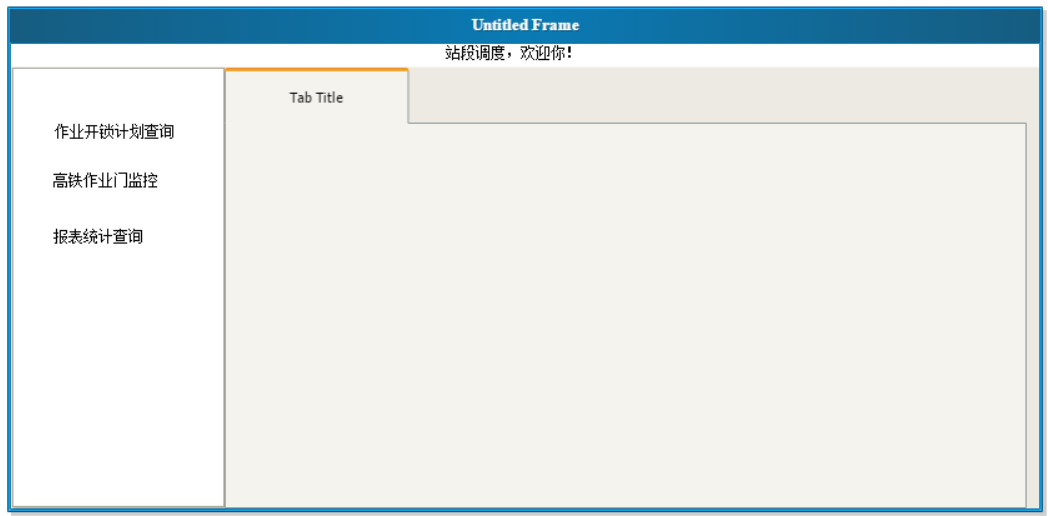 Untitled Frame
站段调度，欢迎你！
Tab Title
作业开锁计划查询
高铁作业门监控
报表统计查询